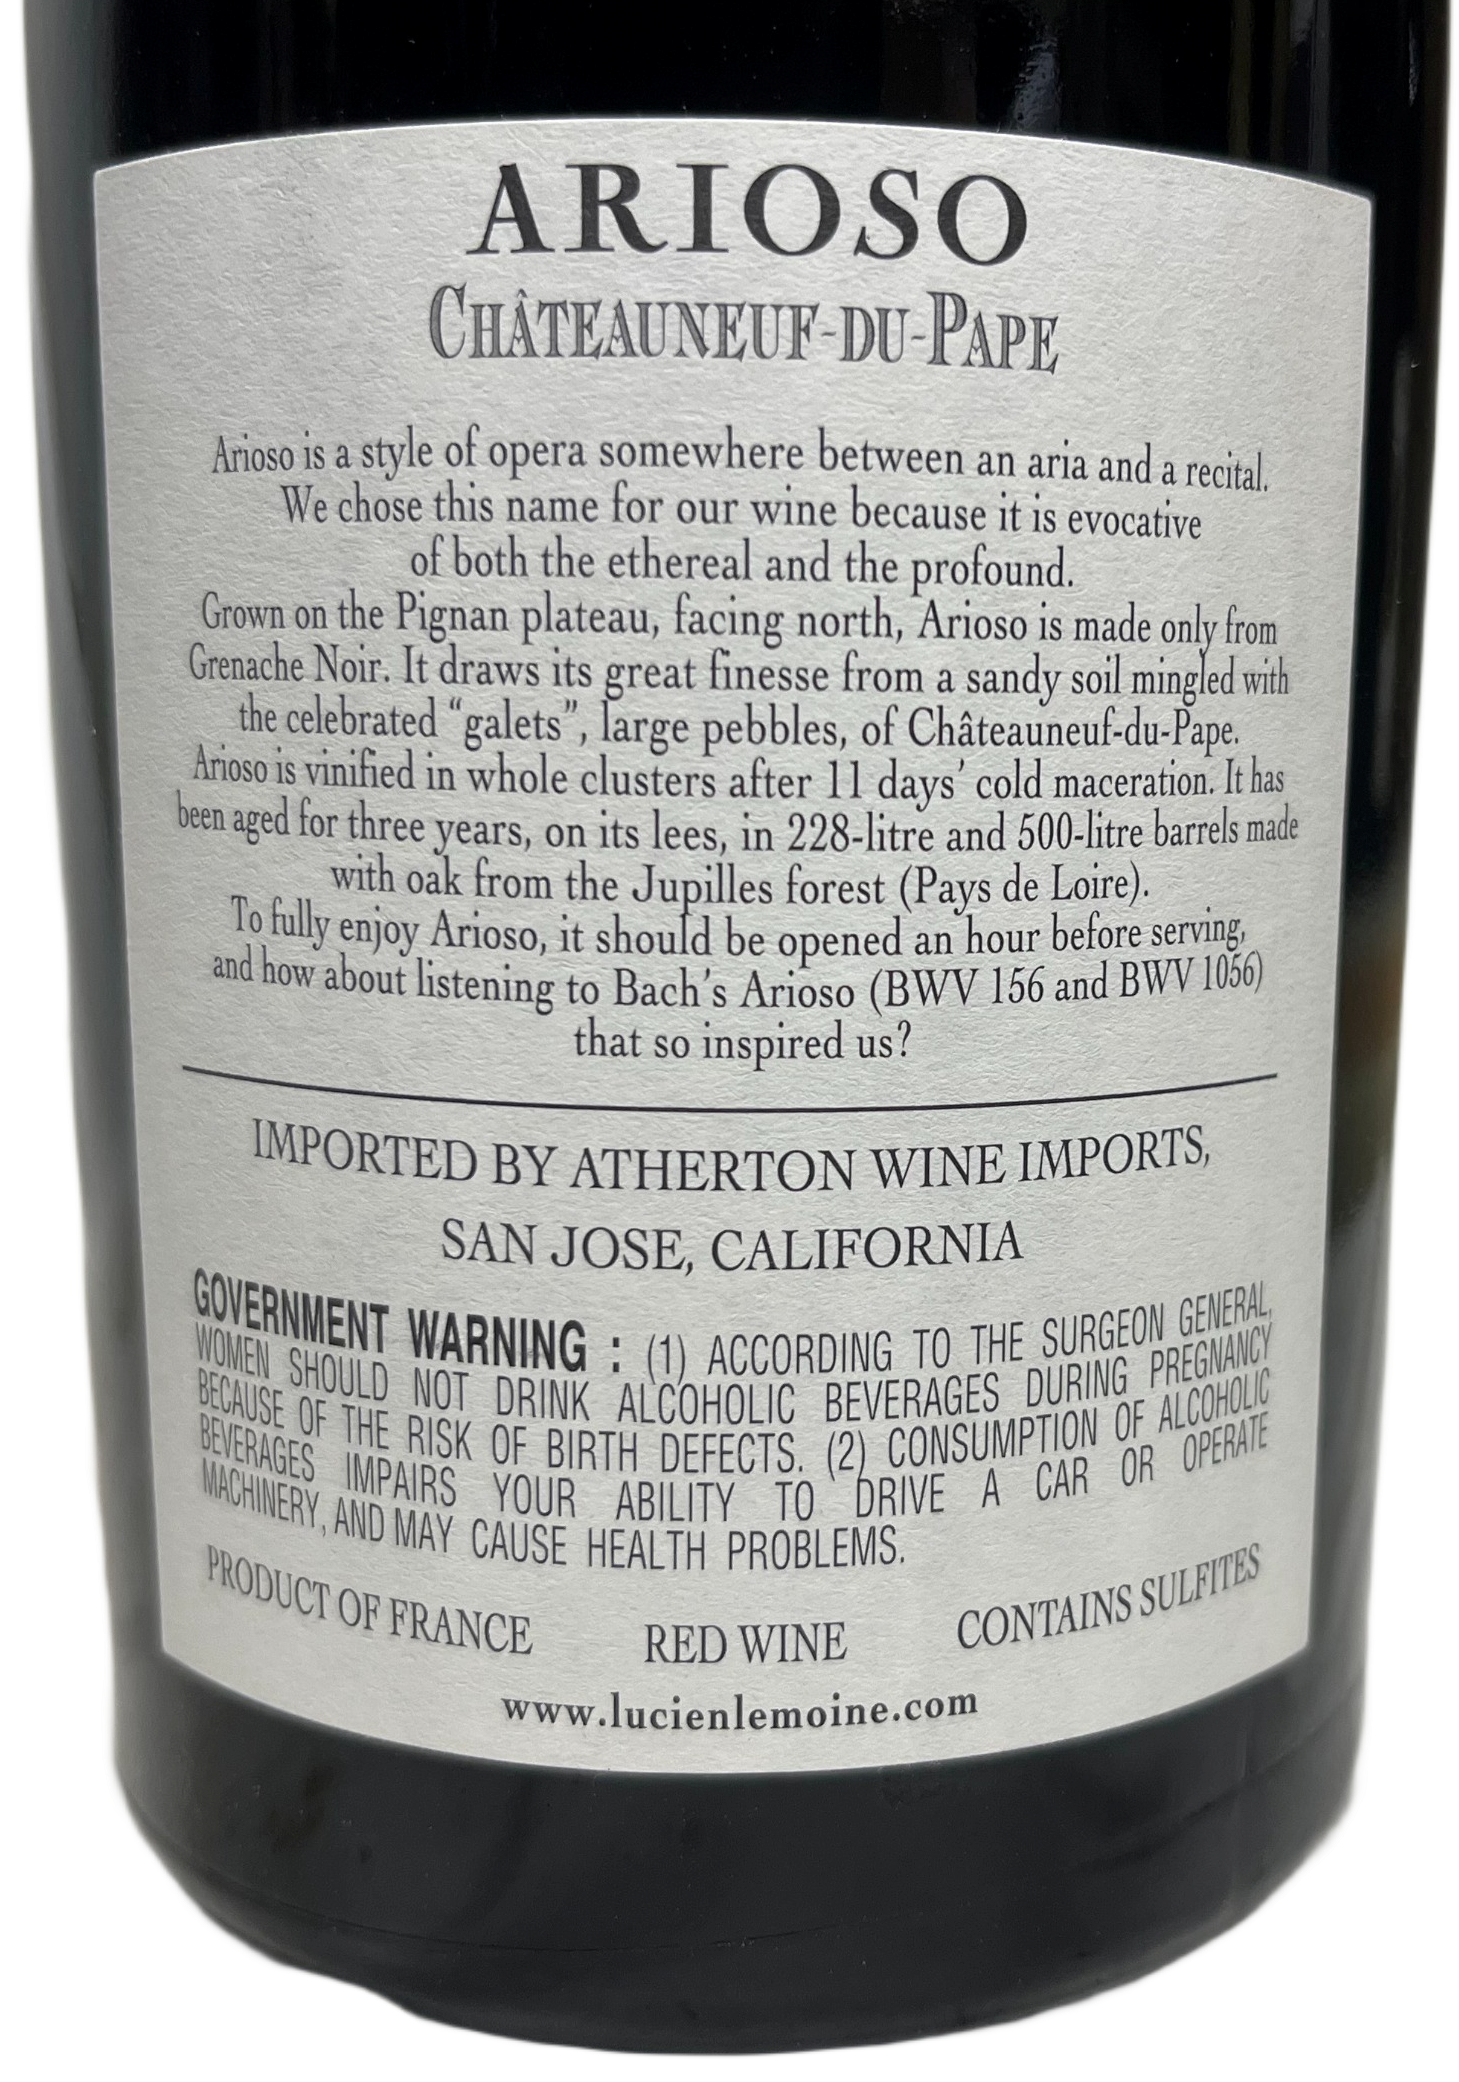 ARIOSO
CHÂTEAUNEUF-DU-PAPE
Arioso is a style of opera somewhere between an aria and a recital.
We chose this name for our wine because it is evocative
of both the ethereal and the profound.
Grown on the Pignan plateau, facing north, Arioso is made only from
Grenache Noir. It draws its great finesse from a sandy soil mingled with
the celebrated “galets”, large pebbles, of Châteauneuf-du-Pape.
Arioso is vinified in whole clusters after 11 days’ cold maceration. It has
been aged for three years, on its lees, in 228-litre and 500-litre barrels made
with oak from the Jupilles forest (Pays de Loire).
To fully enjoy Arioso, it should be opened an hour before serving,
and how about listening to Bach’s Arioso (BWV 156 and BWV 1056)
that so inspired us?
IMPORTED BY ATHERTON WINE IMPORTS,
SAN JOSE, CALIFORNIA
GOVERNMENT WARNING : (1) ACCORDING TO THE SURGEON GENERAL,
WOMEN SHOULD NOT DRINK ALCOHOLIC BEVERAGES DURING PREGNANCY
BECAUSE OF THE RISK OF BIRTH DEFECTS. (2) CONSUMPTION OF ALCOHOLIC
BEVERAGES IMPAIRS YOUR ABILITY TO DRIVE A CAR OR OPERATE
MACHINERY, AND MAY CAUSE HEALTH PROBLEMS.
PRODUCT OF FRANCE RED WINE CONTAINS SULFITES
www.lucienlemoine.com